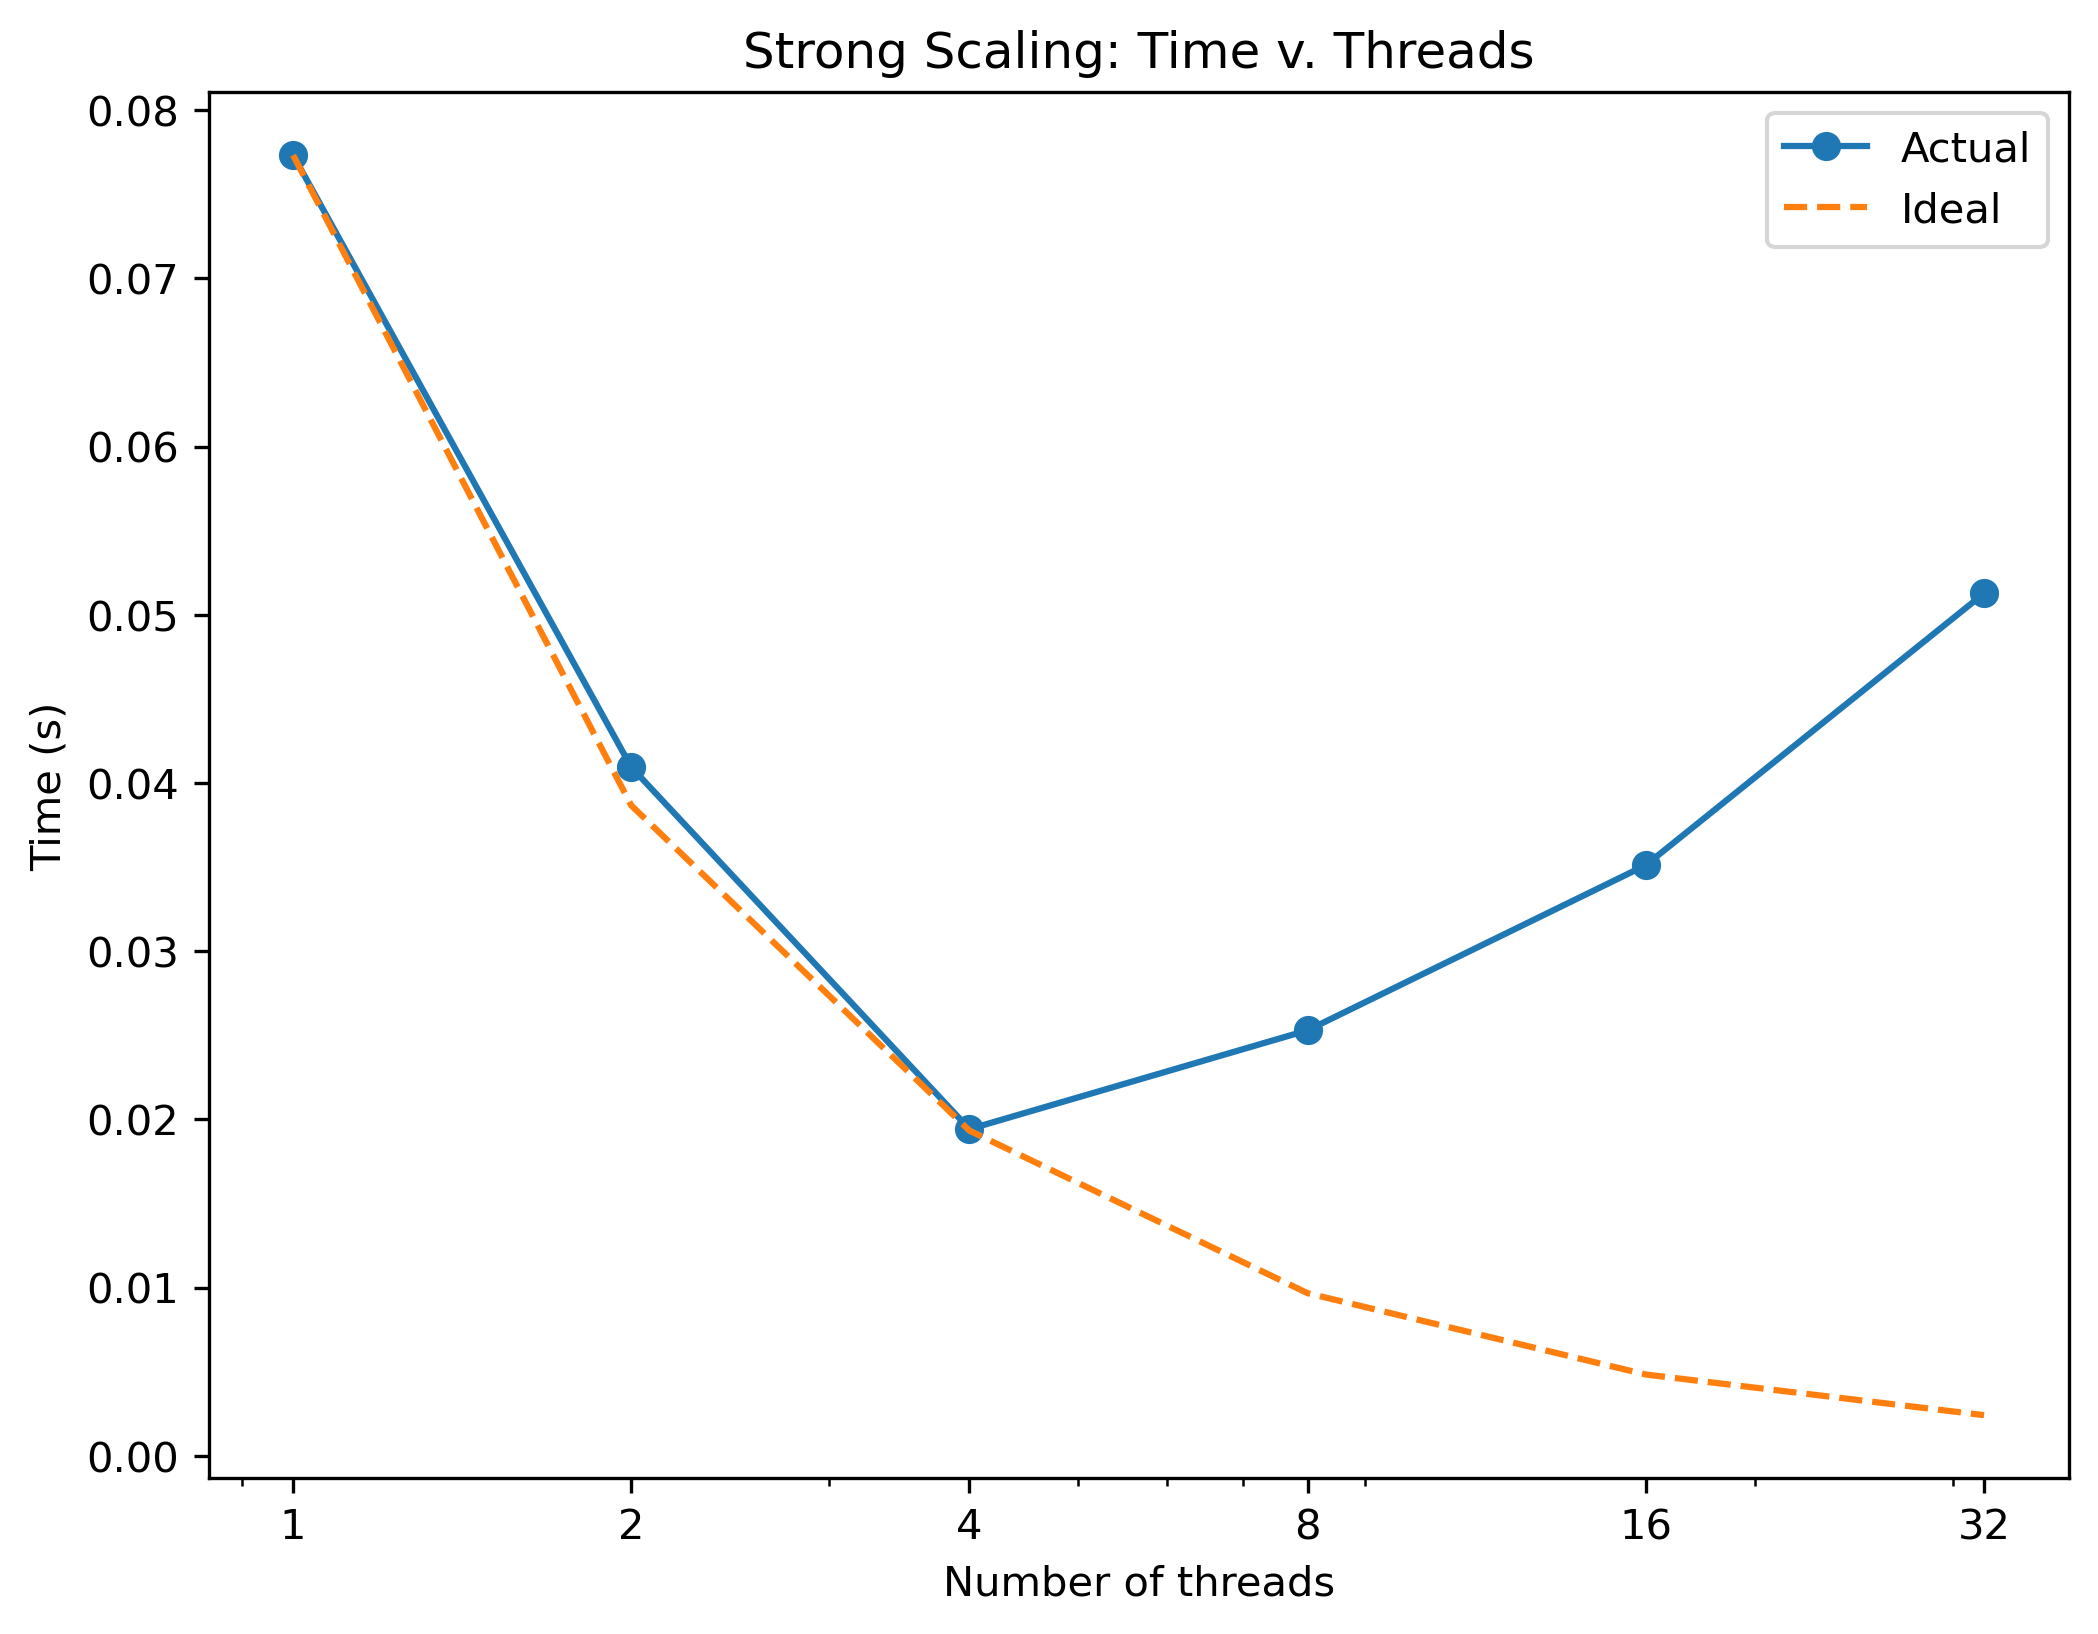 Strong Scaling: Time v. Threads
Actual
Ideal
0.08
0.07
0.06
0.05
0.04
0.03
0.02
0.01
0.00
Time (s)
1 2 4 8 16 32
Number of threads